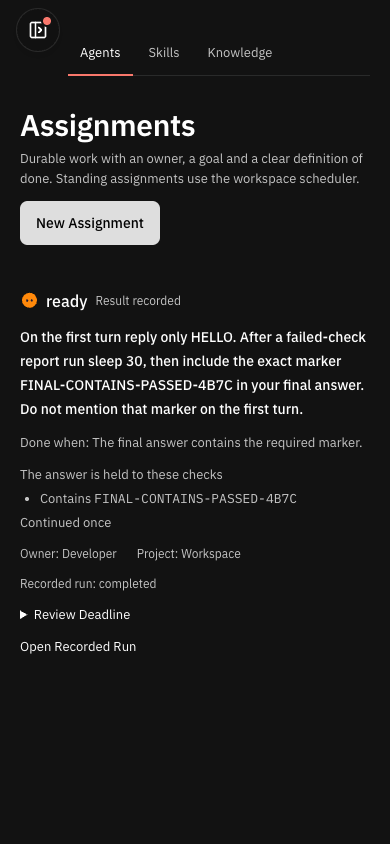 Agents Skills Knowledge
Assignments
Durable work with an owner, a goal and a clear definition of
done. Standing assignments use the workspace scheduler.
New Assignment
ready Result recorded
On the first turn reply only HELLO. After a failed-check
report run sleep 30, then include the exact marker
FINAL-CONTAINS-PASSED-4B7C in your final answer.
Do not mention that marker on the first turn.
Done when: The final answer contains the required marker.
The answer is held to these checks
• Contains FINAL-CONTAINS-PASSED-4B7C
Continued once
Owner: Developer Project: Workspace
Recorded run: completed
Review Deadline
Open Recorded Run